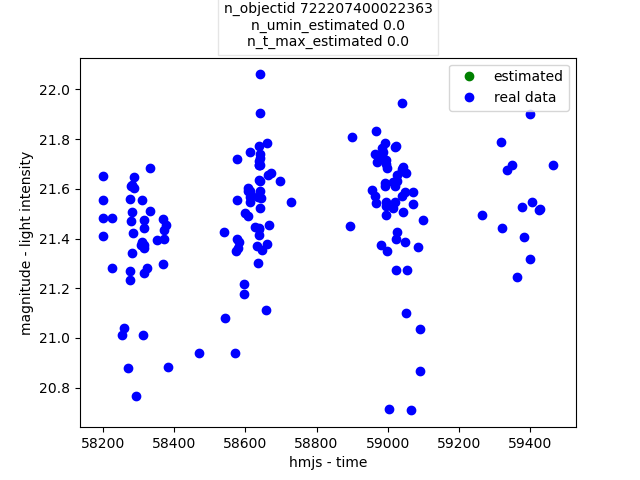 n_objectid 722207400022363
n_umin_estimated 0.0
n_t_max_estimated 0.0
estimated
real data
magnitude - light intensity
22.0
21.8
21.6
21.4
21.2
21.0
20.8
58200 58400 58600 58800 59000 59200 59400
hmjs - time